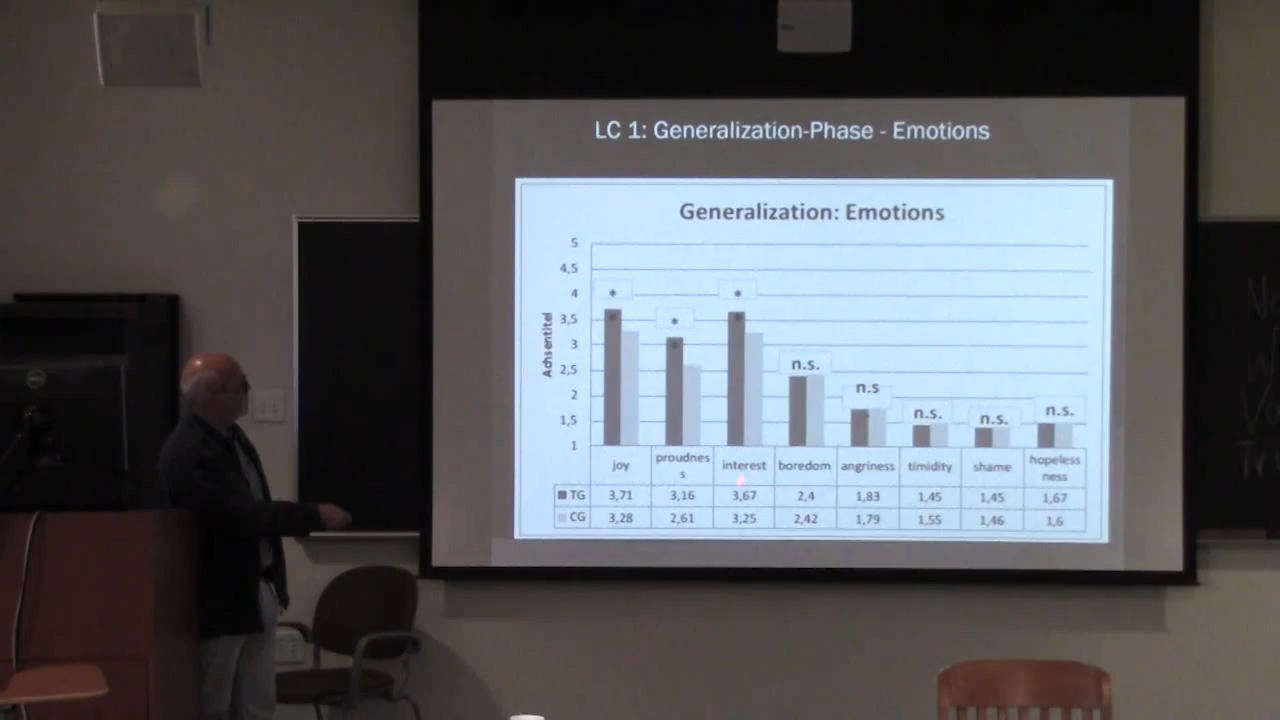 LC 1: Generalization-Phase - Emotions
Generalization: Emotions
Achsentitel
5
4,5
4
3,5
3
2,5
2
1,5
1
*
*
*
n.s.
n.s
n.s.
n.s.
n.s.
joy proudnes interest boredom angriness timidity shame hopeless
s ness
TG 3,71 3,16 3,67 2,4 1,83 1,45 1,45 1,67
CG 3,28 2,61 3,25 2,42 1,79 1,55 1,46 1,6
DELL